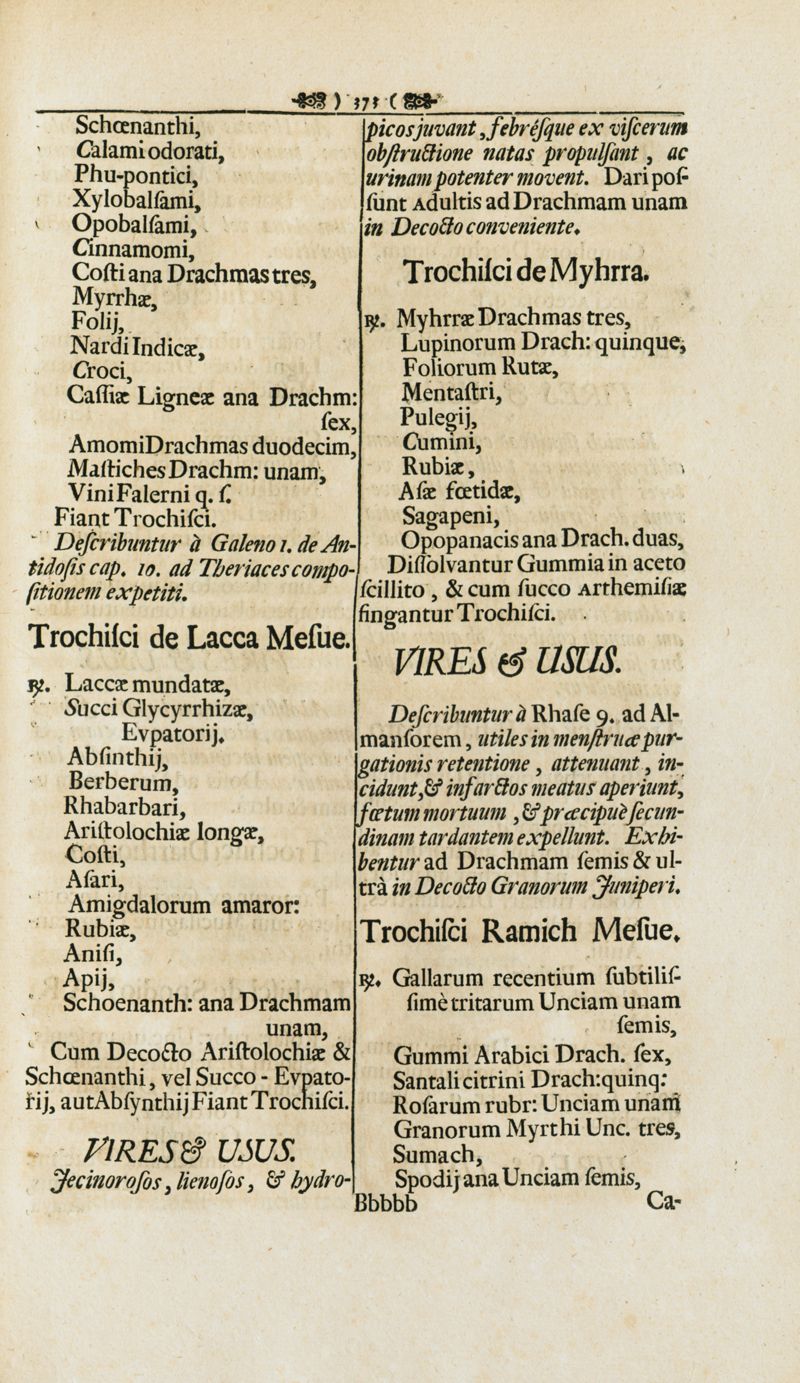 ) 373 (
Schœnanthi,
Calami odorati,
Phu-pontici,
Xylobalſami,
Opobalſami,
Cinnamomi,
Coſti ana Drachmas tres,
Myrrhæ,
Folij,
Nardi Indicæ,
Croci,
Caſſiæ Ligneæ ana Drachm:
ſex,
Amomi Drachmas duodecim,
Maſtiches Drachm: unam,
Vini Falerni q. ſ.
Fiant Trochiſci.
Deſcribuntur à Galeno 1. de An-
tidoſis cap. 10. ad Theriaces compo-
ſitionem expetiti.
Trochiſci de Lacca Meſue.
℞. Laccæ mundatæ,
Succi Glycyrrhizæ,
Evpatorij.
Abſinthij,
Berberum,
Rhabarbari,
Ariſtolochiæ longæ,
Coſti,
Aſari,
Amigdalorum amaror:
Rubiæ,
Aniſi,
Apij,
Schoenanth: ana Drachmam
unam,
Cum Decocto Ariſtolochiæ &
Schœnanthi, vel Succo - Evpato-
rij, aut Abſynthij Fiant Trochiſci.
VIRES & USUS.
Jecinoroſos, lienoſos, & hydro-
picos juvant, febréſque ex viſcerum
obſtructione natas propulſant, ac
urinam potenter movent. Dari poſ-
ſunt Adultis ad Drachmam unam
in Decocto conveniente.
Trochiſci de Myhrra.
℞. Myhrræ Drachmas tres,
Lupinorum Drach: quinque,
Foliorum Rutæ,
Mentaſtri,
Pulegij,
Cumini,
Rubiæ,
Aſæ fœtidæ,
Sagapeni,
Opopanacis ana Drach. duas,
Diſſolvantur Gummia in aceto
ſcillito, & cum ſucco Arthemiſiæ
fingantur Trochiſci.
VIRES & USUS.
Deſcribuntur à Rhaſe 9. ad Al-
manſorem, utiles in menſtruæ pur-
gationis retentione, attenuant, in-
cidunt, & infarctos meatus aperiunt,
fœtum mortuum, & præcipuè ſecun-
dinam tardantem expellunt. Exhi-
bentur ad Drachmam ſemis & ul-
trà in Decocto Granorum Juniperi.
Trochiſci Ramich Meſue.
℞. Gallarum recentium ſubtiliſ-
ſimè tritarum Unciam unam
ſemis,
Gummi Arabici Drach. ſex,
Santali citrini Drach: quinq:
Roſarum rubr: Unciam unam
Granorum Myrthi Unc. tres,
Sumach,
Spodij ana Unciam ſemis,
Bbbbb
Ca-